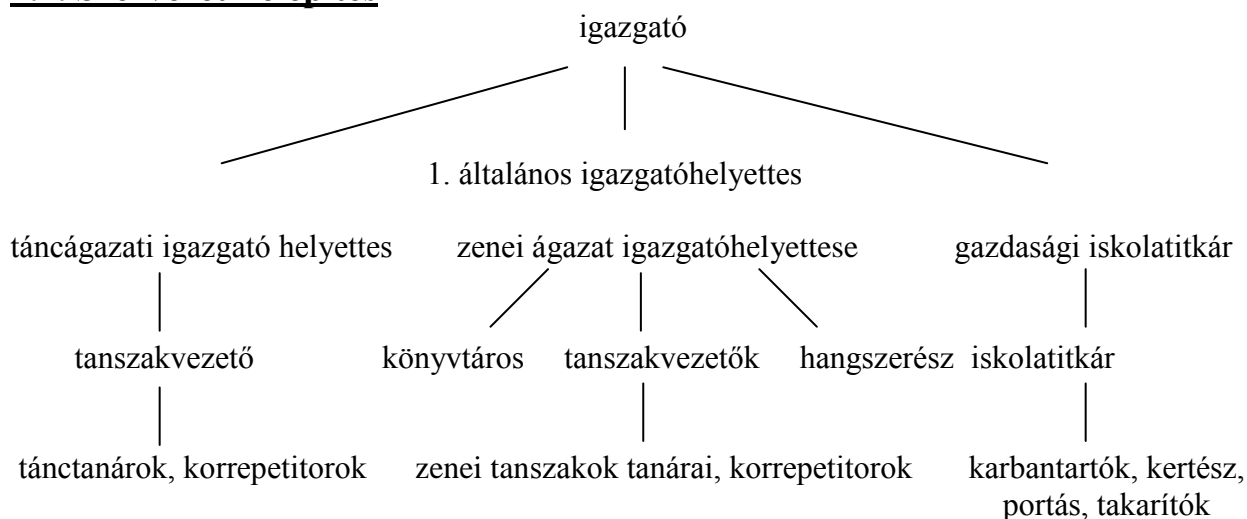 igazgató
1. általános igazgatóhelyettes
táncágazati igazgató helyettes zenei ágazat igazgatóhelyettese gazdasági iskolatitkár
tanszakvezető könyvtáros tanszakvezetők hangszerész iskolatitkár
tánctanárok, korrepetitorok zenei tanszakok tanárai, korrepetitorok karbantartók, kertész,
portás, takarítók